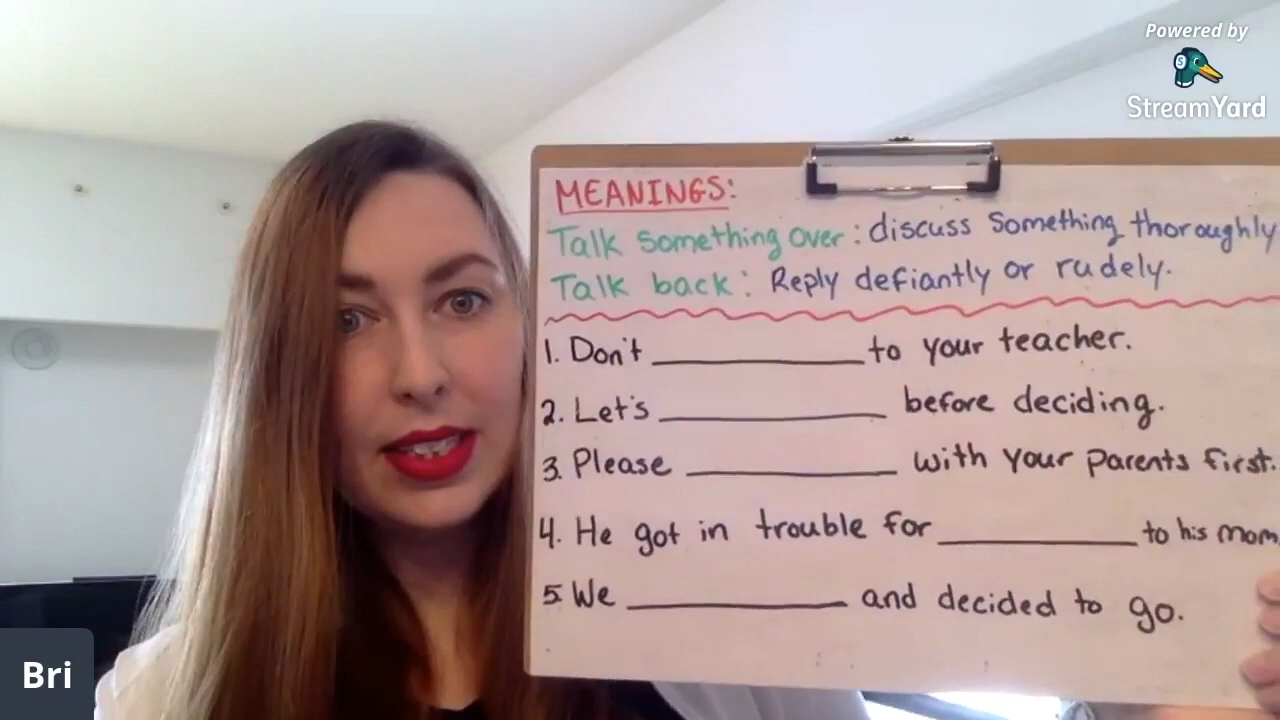 Powered by
StreamYard
MEANINGS:
Talk something over: discuss something thoroughly
Talk back: Reply defiantly or rudely.
1. Don't ____________ to your teacher.
2. Let's ____________ before deciding.
3. Please ____________ with your parents first.
4. He got in trouble for ____________ to his mom
5. We ____________ and decided to go.
Bri